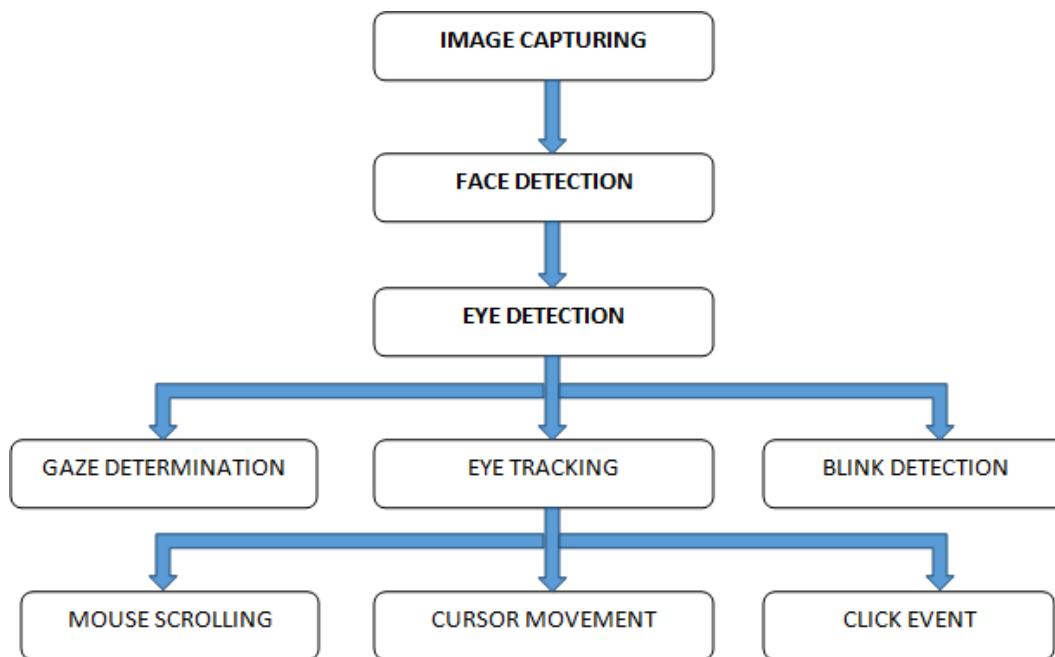 IMAGE CAPTURING
FACE DETECTION
EYE DETECTION
GAZE DETERMINATION
EYE TRACKING
BLINK DETECTION
MOUSE SCROLLING
CURSOR MOVEMENT
CLICK EVENT